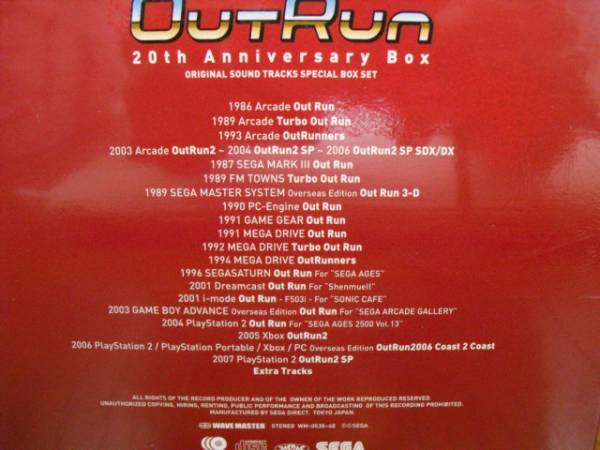 OutRun
20th Anniversary Box
ORIGINAL SOUND TRACKS SPECIAL BOX SET
1986 Arcade Out Run
1989 Arcade Turbo Out Run
1993 Arcade OutRunners
2003 Arcade OutRun2 ~ 2004 OutRun2 SP ~ 2006 OutRun2 SP SDX/DX
1987 SEGA MARK III Out Run
1989 FM TOWNS Turbo Out Run
1989 SEGA MASTER SYSTEM Overseas Edition Out Run 3-D
1990 PC-Engine Out Run
1991 GAME GEAR Out Run
1991 MEGA DRIVE Out Run
1992 MEGA DRIVE Turbo Out Run
1994 MEGA DRIVE OutRunners
1996 SEGASATURN Out Run For "SEGA AGES"
2001 Dreamcast Out Run For "ShenmueII"
2001 i-mode Out Run - F503i - For "SONIC CAFE"
2003 GAME BOY ADVANCE Overseas Edition Out Run For "SEGA ARCADE GALLERY"
2004 PlayStation 2 Out Run For "SEGA AGES 2500 Vol.13"
2005 Xbox OutRun2
2006 PlayStation 2 / PlayStation Portable / Xbox / PC Overseas Edition OutRun2006 Coast 2 Coast
2007 PlayStation 2 OutRun2 SP
Extra Tracks
ALL RIGHTS OF THE RECORD PRODUCER AND OF THE OWNER OF THE WORK REPRODUCED RESERVED.
UNAUTHORIZED COPYING, HIRING, RENTING, PUBLIC PERFORMANCE AND BROADCASTING OF THIS RECORDING PROHIBITED.
MANUFACTURED BY SEGA DIRECT. TOKYO JAPAN.
WAVE MASTER STEREO WM-0538~48 ℗©SEGA
COMPACT disc SEGA